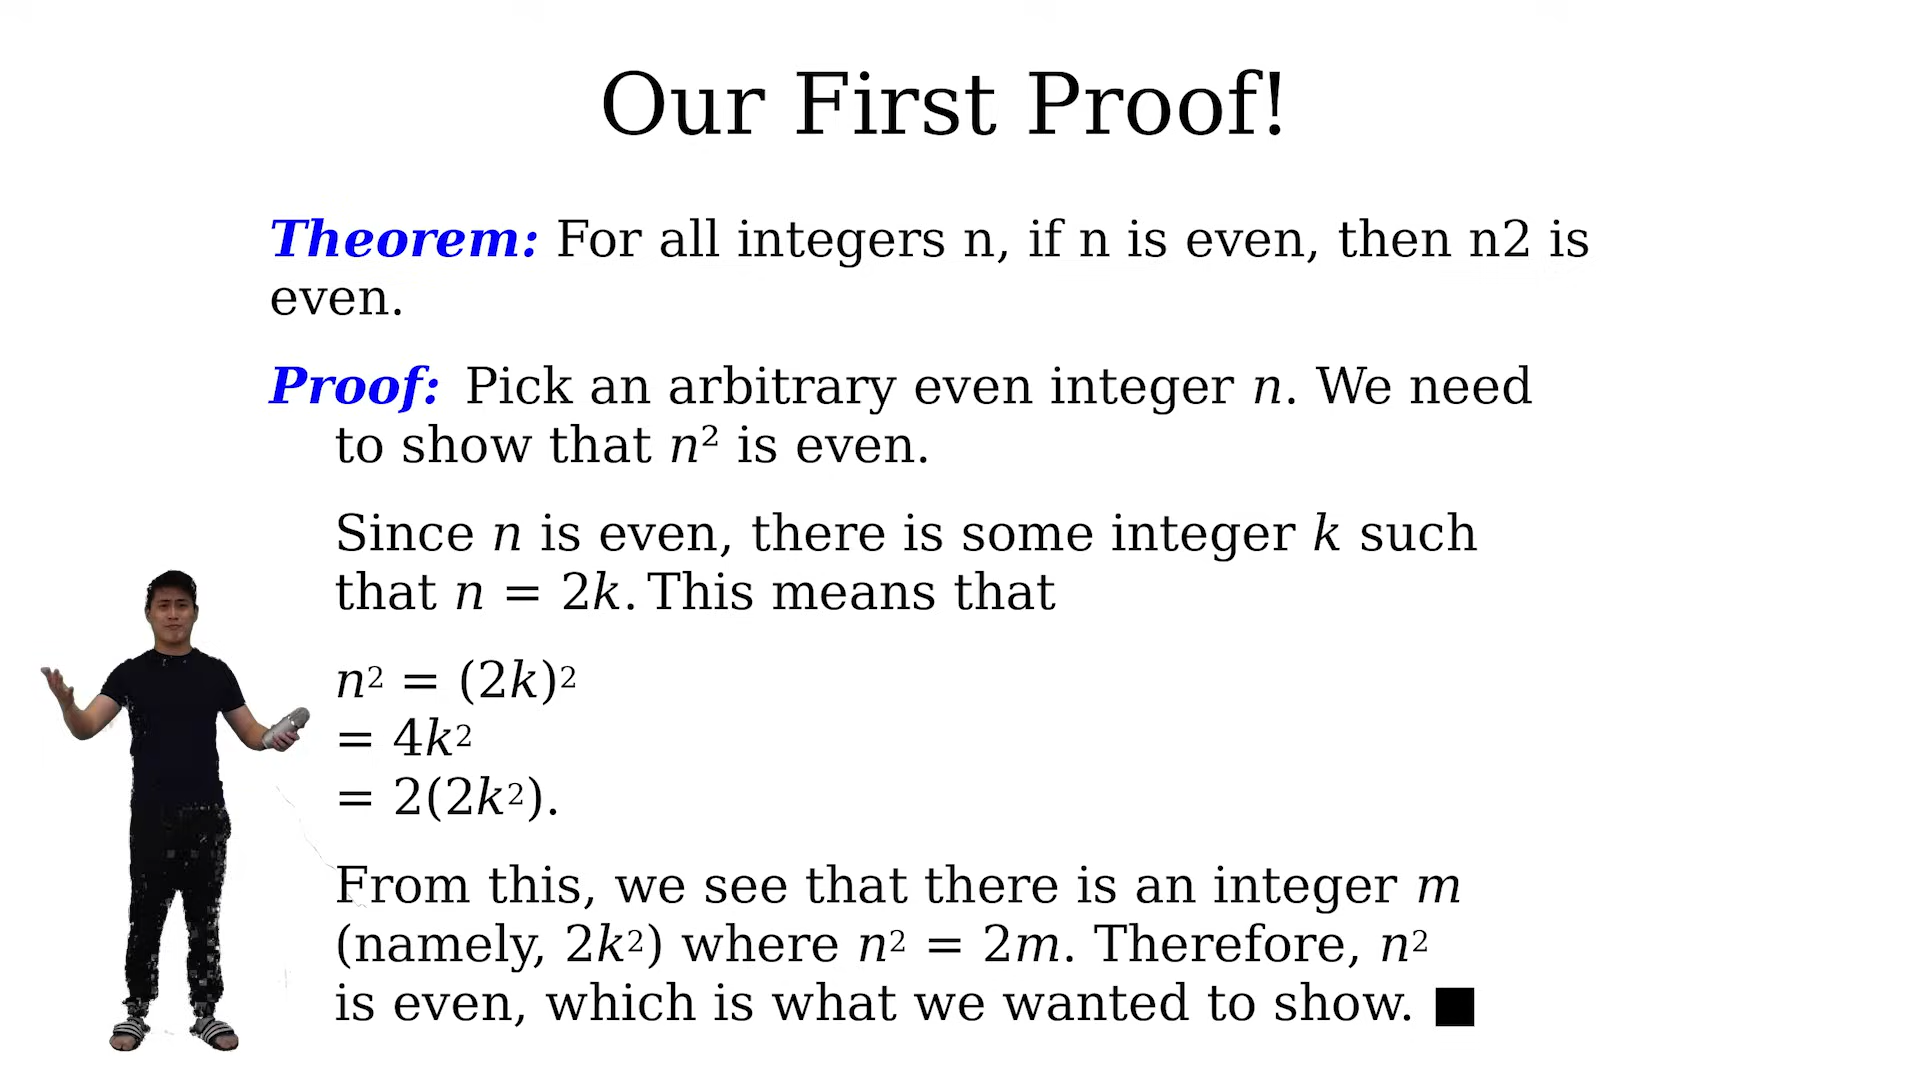 Our First Proof!
Theorem: For all integers n, if n is even, then n2 is
even.
Proof: Pick an arbitrary even integer n. We need
to show that n² is even.
Since n is even, there is some integer k such
that n = 2k. This means that
n² = (2k)²
= 4k²
= 2(2k²).
From this, we see that there is an integer m
(namely, 2k²) where n² = 2m. Therefore, n²
is even, which is what we wanted to show. ■